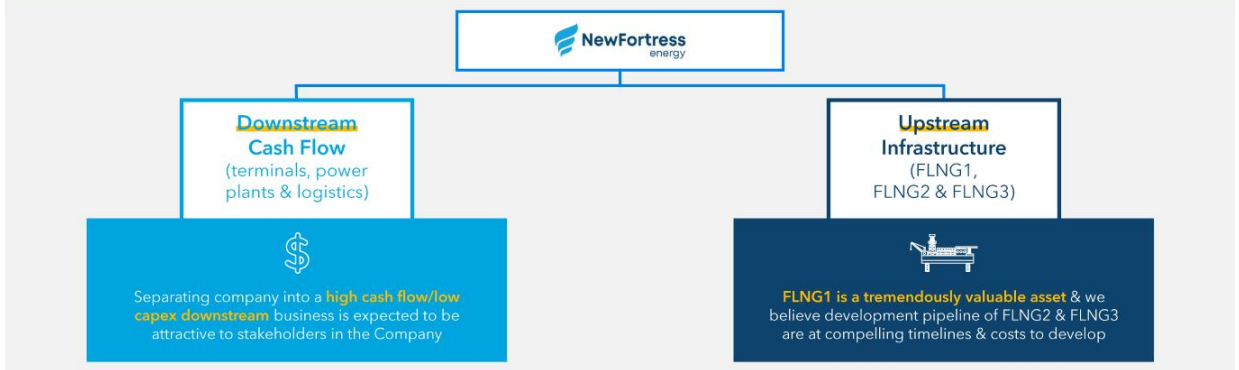 NewFortress
energy
Downstream
Cash Flow
(terminals, power
plants & logistics)
Separating company into a high cash flow/low
capex downstream business is expected to be
attractive to stakeholders in the Company
Upstream
Infrastructure
(FLNG1,
FLNG2 & FLNG3)
FLNG1 is a tremendously valuable asset & we
believe development pipeline of FLNG2 & FLNG3
are at compelling timelines & costs to develop